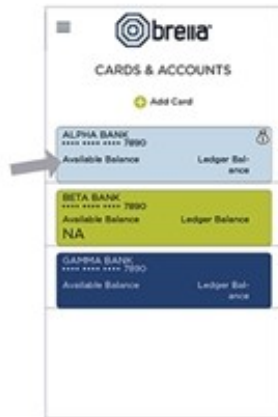 brella
CARDS & ACCOUNTS
Add Card
ALPHA BANK
**** **** **** 7890
Available Balance Ledger Bal-
ance
BETA BANK
**** **** **** 7890
Available Balance Ledger Balance
NA
GAMMA BANK
**** **** **** 7890
Available Balance Ledger Bal-
ance